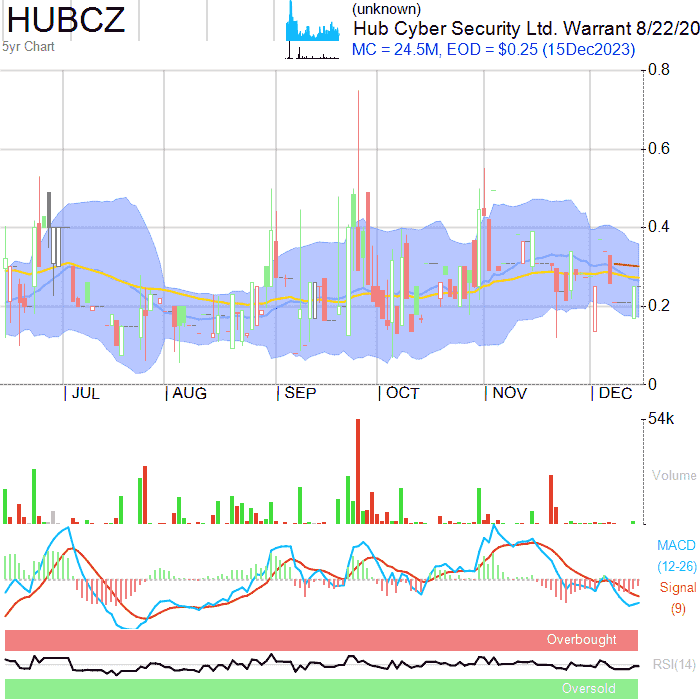 HUBCZ
5yr Chart
(unknown)
Hub Cyber Security Ltd. Warrant 8/22/20
MC = 24.5M, EOD = $0.25 (15Dec2023)
0.8
0.6
0.4
0.2
0
JUL AUG SEP OCT NOV DEC
54k
Volume
MACD
(12-26)
Signal
(9)
Overbought
RSI(14)
Oversold